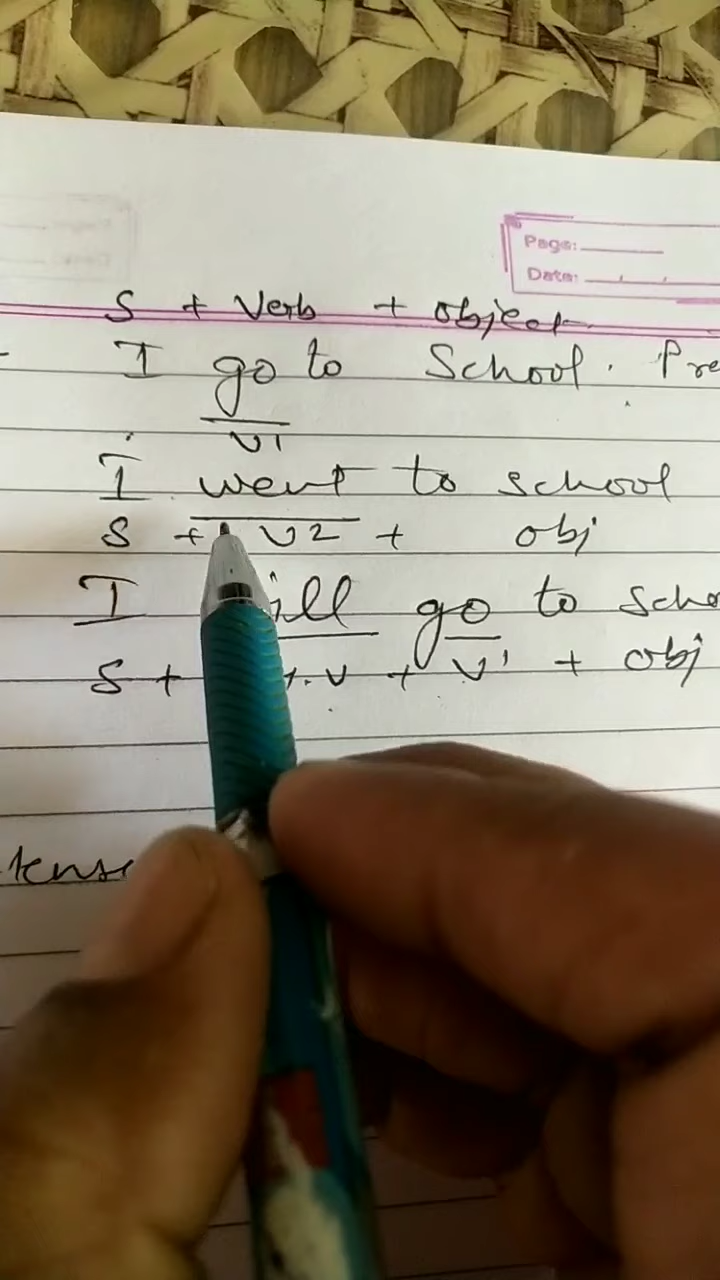 Page:
Date:
S + Verb + object
I go to School. Pre
V1
I went to school
S + V2 + obj
I ill go to Scho
S + .V + V1 + obj
tense